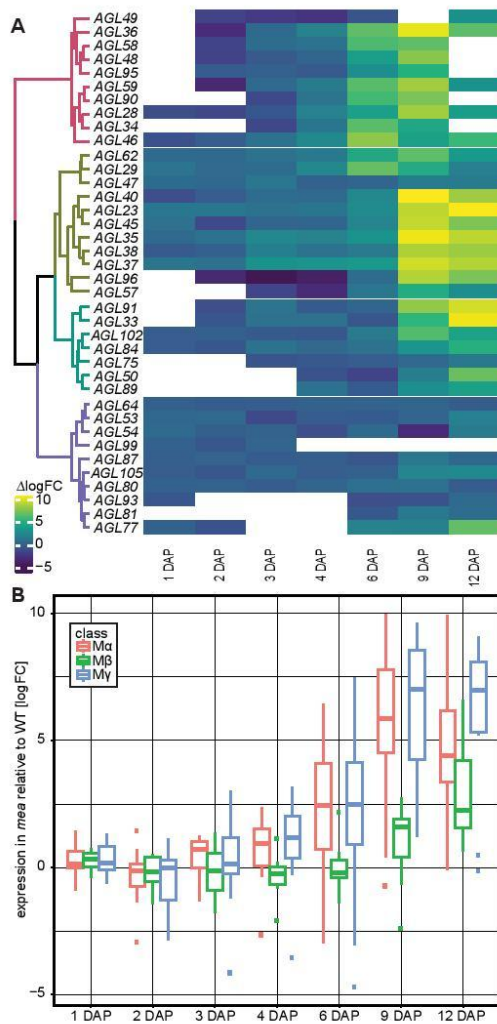 A
AGL49
AGL36
AGL58
AGL48
AGL95
AGL59
AGL90
AGL28
AGL34
AGL46
AGL62
AGL29
AGL47
AGL40
AGL23
AGL45
AGL35
AGL38
AGL37
AGL96
AGL57
AGL91
AGL33
AGL102
AGL84
AGL75
AGL50
AGL89
AGL64
AGL53
AGL54
AGL99
AGL87
AGL105
AGL80
AGL93
AGL81
AGL77
ΔlogFC
10
5
0
−5
1 DAP 2 DAP 3 DAP 4 DAP 6 DAP 9 DAP 12 DAP
B
expression in mea relative to WT [logFC]
10
5
0
−5
class
Mα
Mβ
Mγ
1 DAP 2 DAP 3 DAP 4 DAP 6 DAP 9 DAP 12 DAP